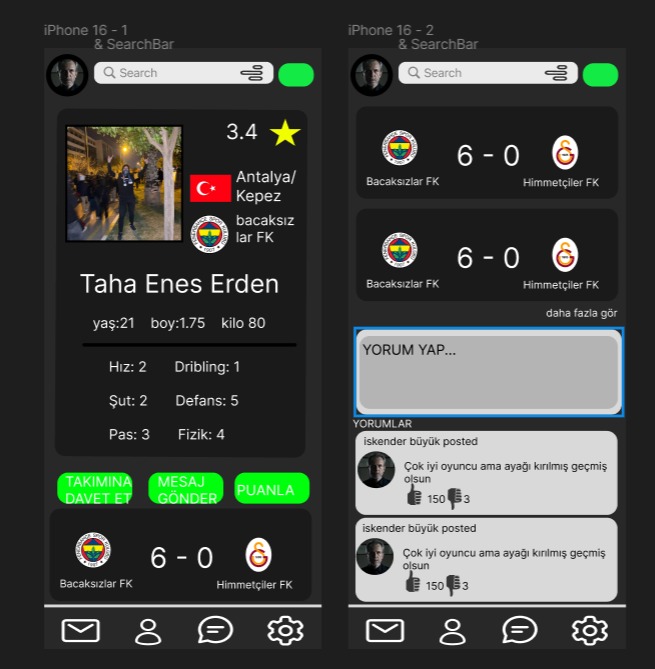 iPhone 16 - 1
& SearchBar
Search
3.4
Antalya/
Kepez
bacaksız
lar FK
Taha Enes Erden
yaş:21 boy:1.75 kilo 80
Hız: 2 Dribling: 1
Şut: 2 Defans: 5
Pas: 3 Fizik: 4
TAKIMINA
DAVET ET
MESAJ
GÖNDER
PUANLA
6 - 0
Bacaksızlar FK
Himmetçiler FK
iPhone 16 - 2
& SearchBar
Search
6 - 0
Bacaksızlar FK
Himmetçiler FK
6 - 0
Bacaksızlar FK
Himmetçiler FK
daha fazla gör
YORUM YAP...
YORUMLAR
iskender büyük posted
Çok iyi oyuncu ama ayağı kırılmış geçmiş
olsun
150 3
iskender büyük posted
Çok iyi oyuncu ama ayağı kırılmış geçmiş
olsun
150 3